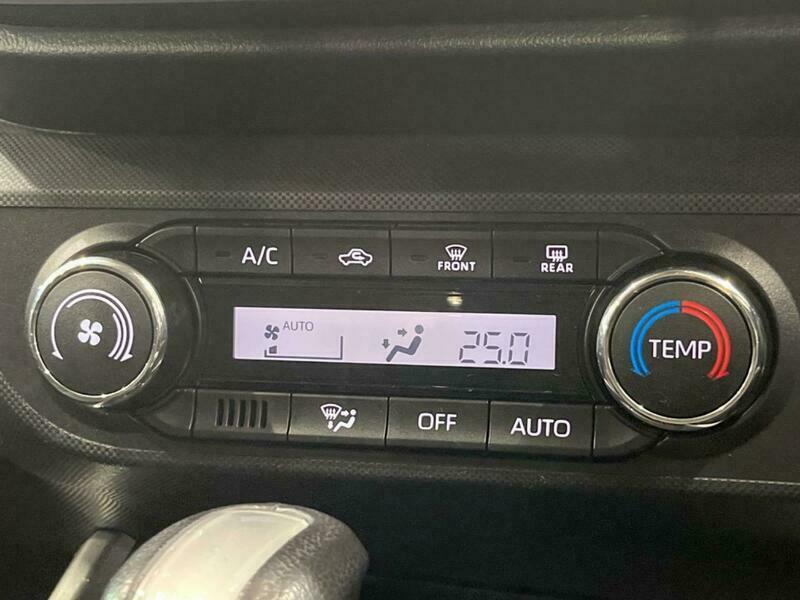 A/C
FRONT
REAR
AUTO
25.0
TEMP
OFF
AUTO